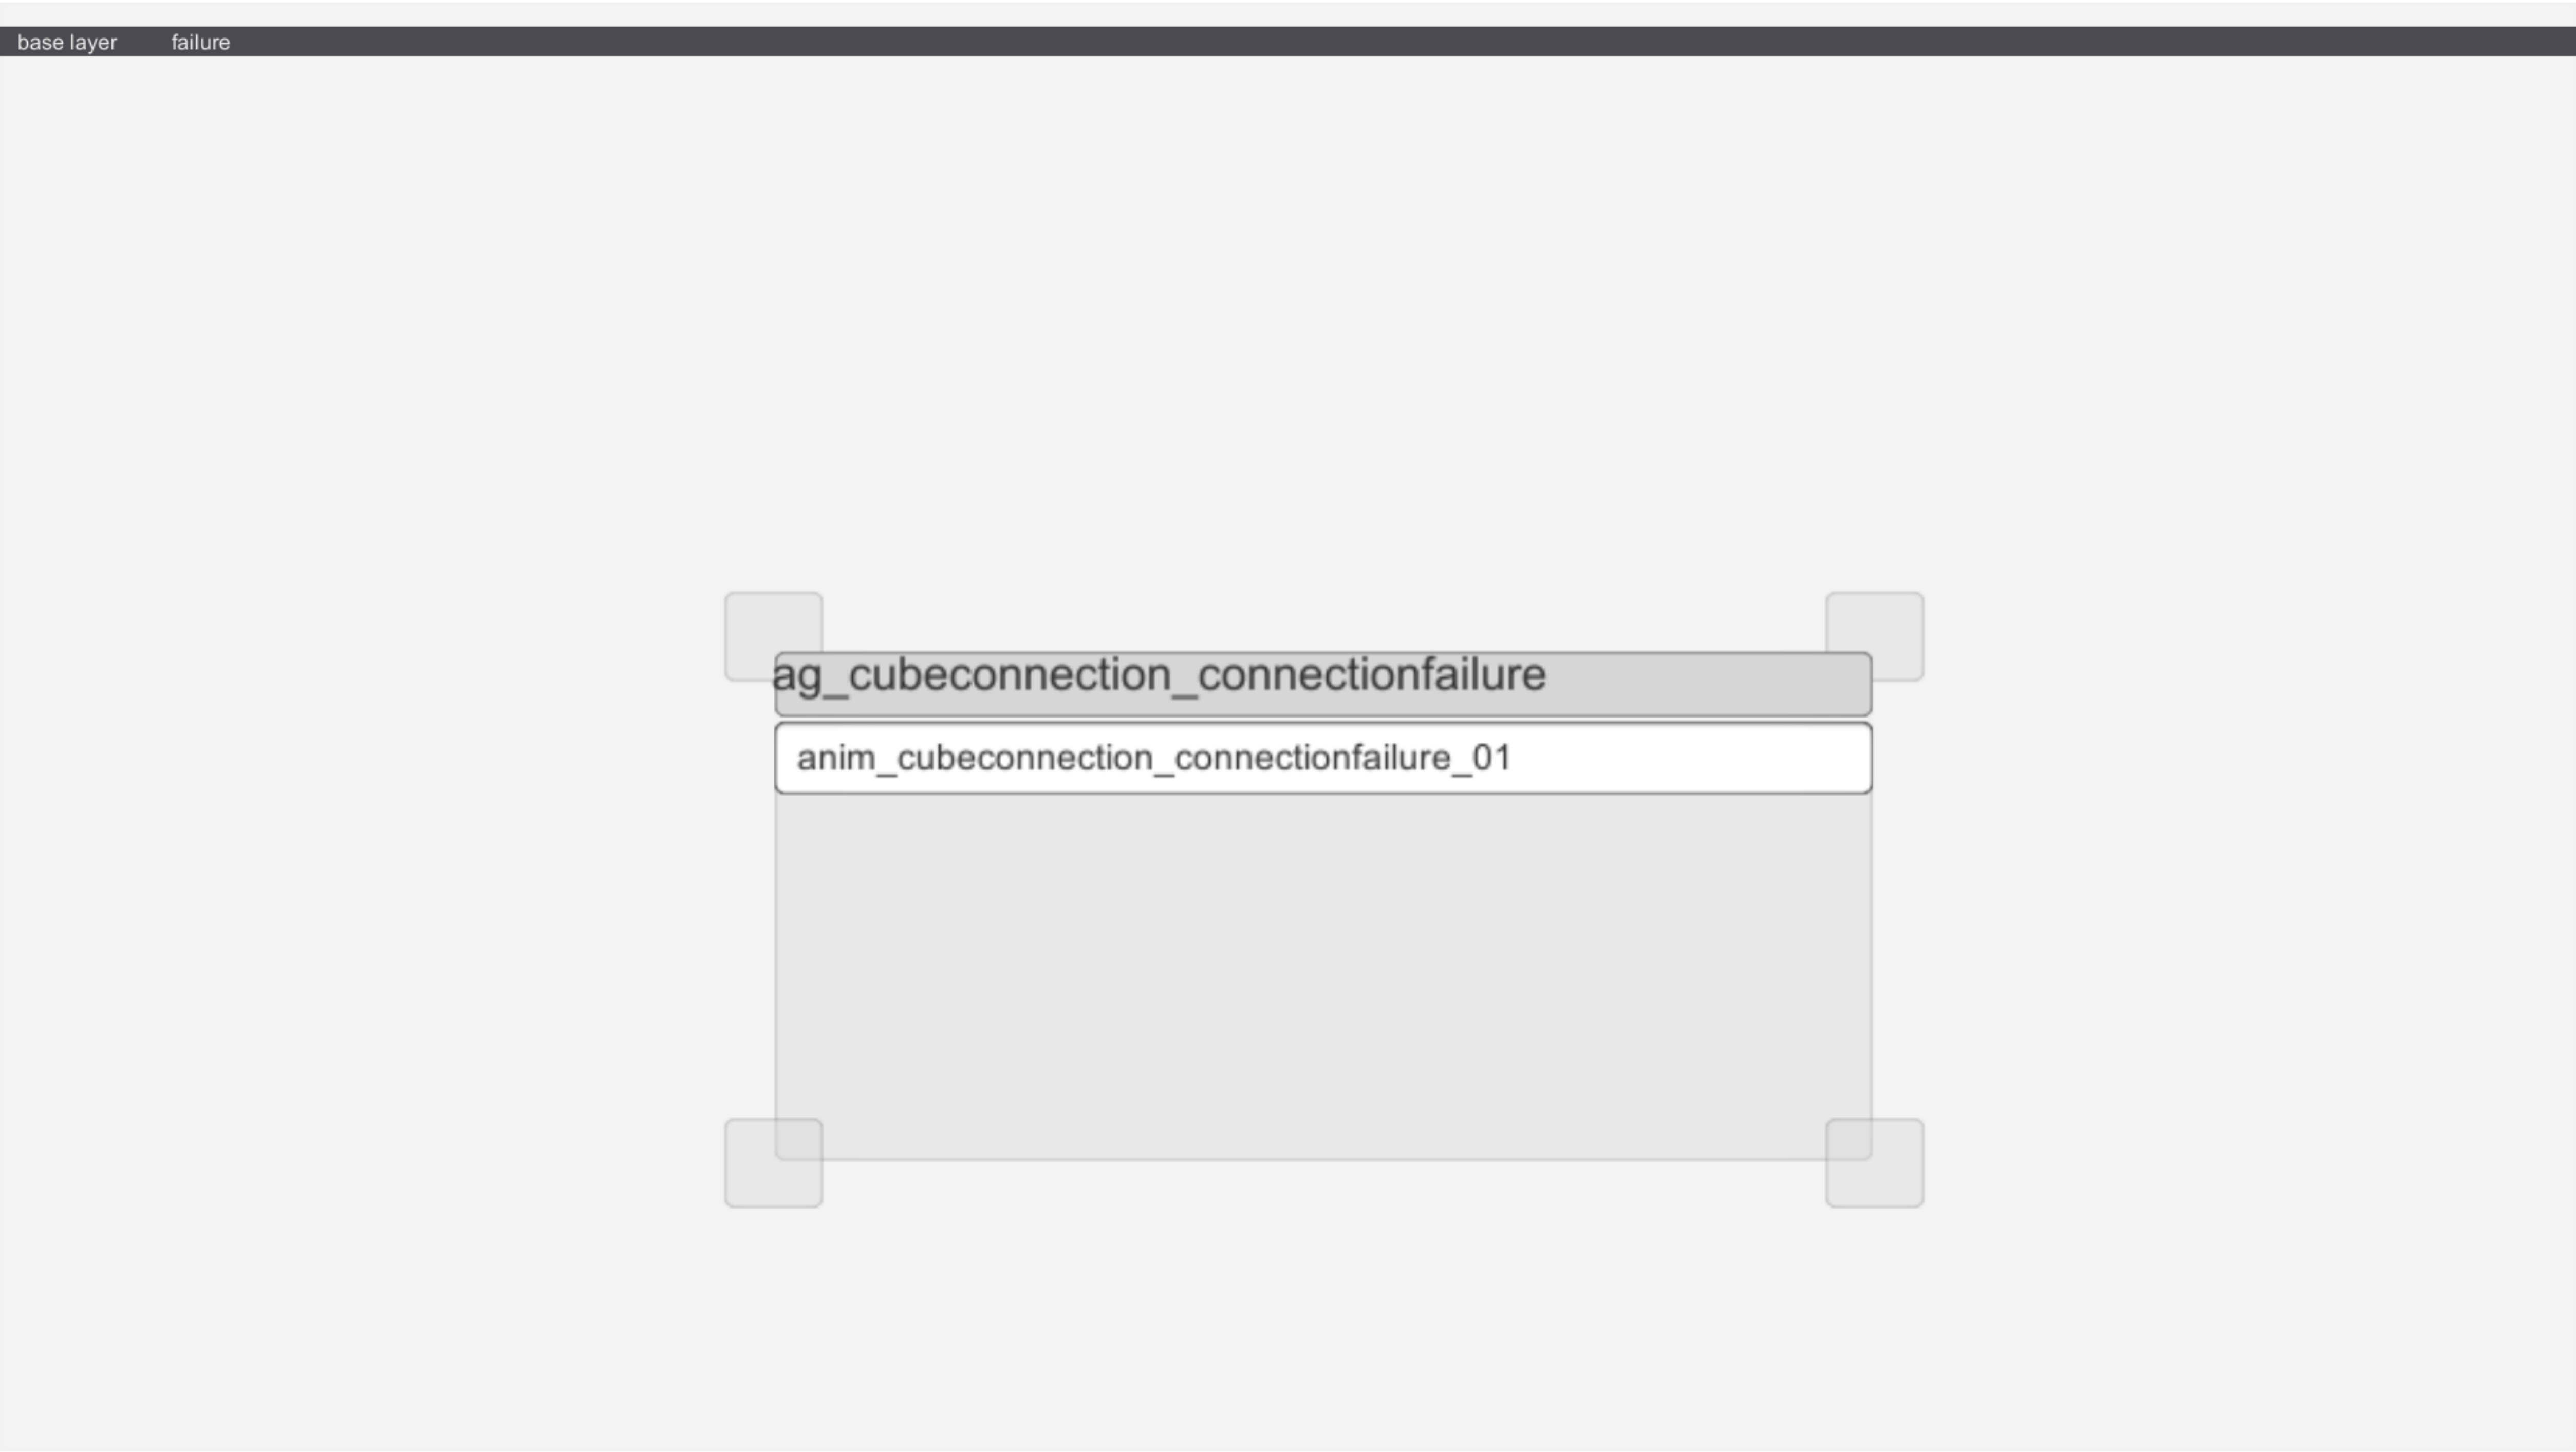 base layer failure
ag_cubeconnection_connectionfailure
anim_cubeconnection_connectionfailure_01